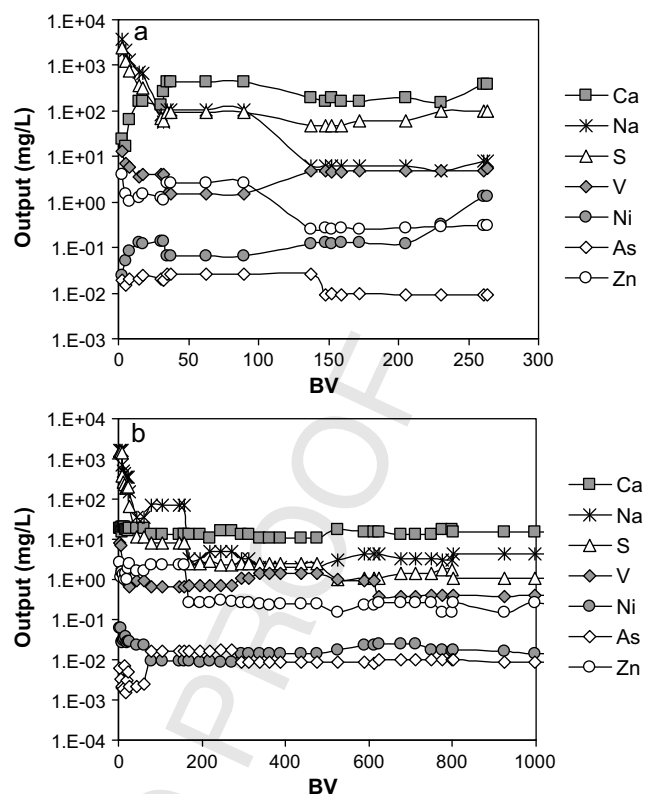 a
1.E+04
1.E+03
1.E+02
1.E+01
1.E+00
1.E-01
1.E-02
1.E-03
Output (mg/L)
0 50 100 150 200 250 300
BV
Ca
Na
S
V
Ni
As
Zn
b
1.E+04
1.E+03
1.E+02
1.E+01
1.E+00
1.E-01
1.E-02
1.E-03
1.E-04
Output (mg/L)
0 200 400 600 800 1000
BV
Ca
Na
S
V
Ni
As
Zn
PROOF